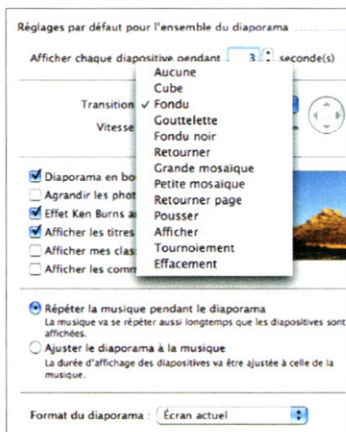 Réglages par défaut pour l'ensemble du diaporama
Afficher chaque diapositive pendant 3 seconde(s)
Aucune
Cube
Transition ✓ Fondu
Gouttelette
Vitesse Fondu noir
Retourner
Grande mosaïque
Petite mosaïque
Retourner page
Pousser
Afficher
Tournoiement
Effacement
Diaporama en
Agrandir les
Effet Ken Burns
Afficher les titres
Afficher mes
Afficher les
Répéter la musique pendant le diaporama
La musique va se répéter aussi longtemps que les diapositives sont
affichées.
Ajuster le diaporama à la musique
La durée d'affichage des diapositives va être ajustée à celle de la
musique.
Format du diaporama : Écran actuel